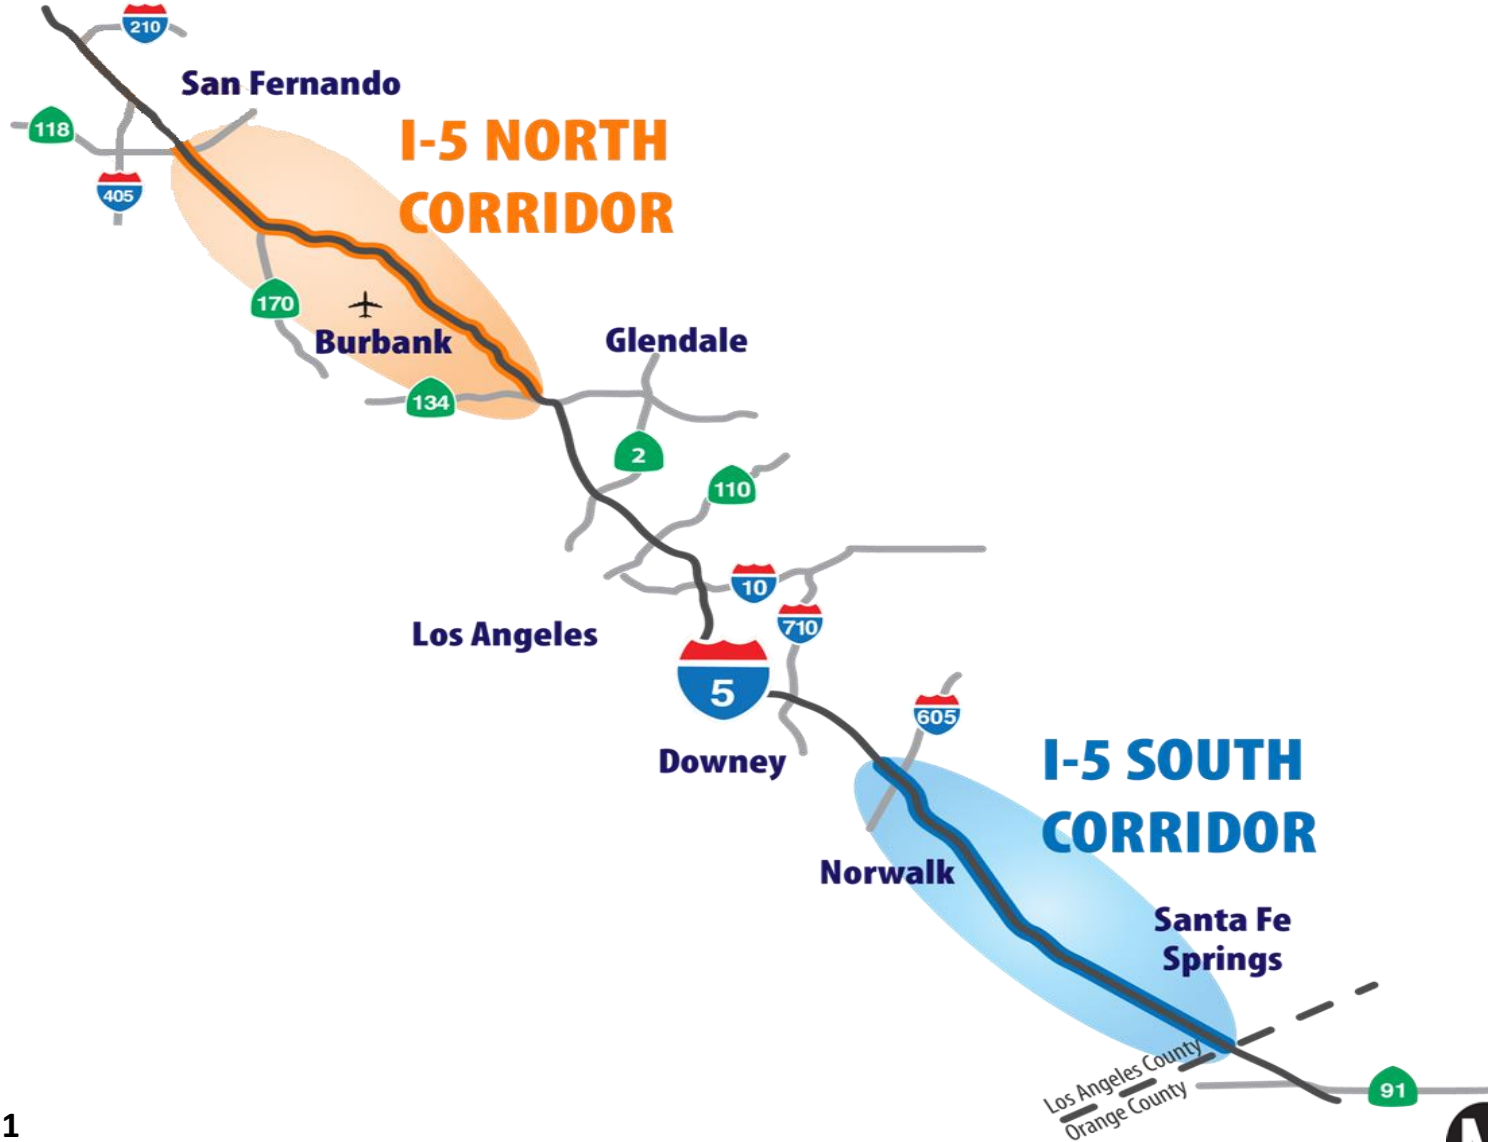 210
San Fernando
118
I-5 NORTH
CORRIDOR
405
170
Burbank
Glendale
134
2
110
10
Los Angeles
710
5
605
Downey
I-5 SOUTH
CORRIDOR
Norwalk
Santa Fe
Springs
Los Angeles County
Orange County
91
1